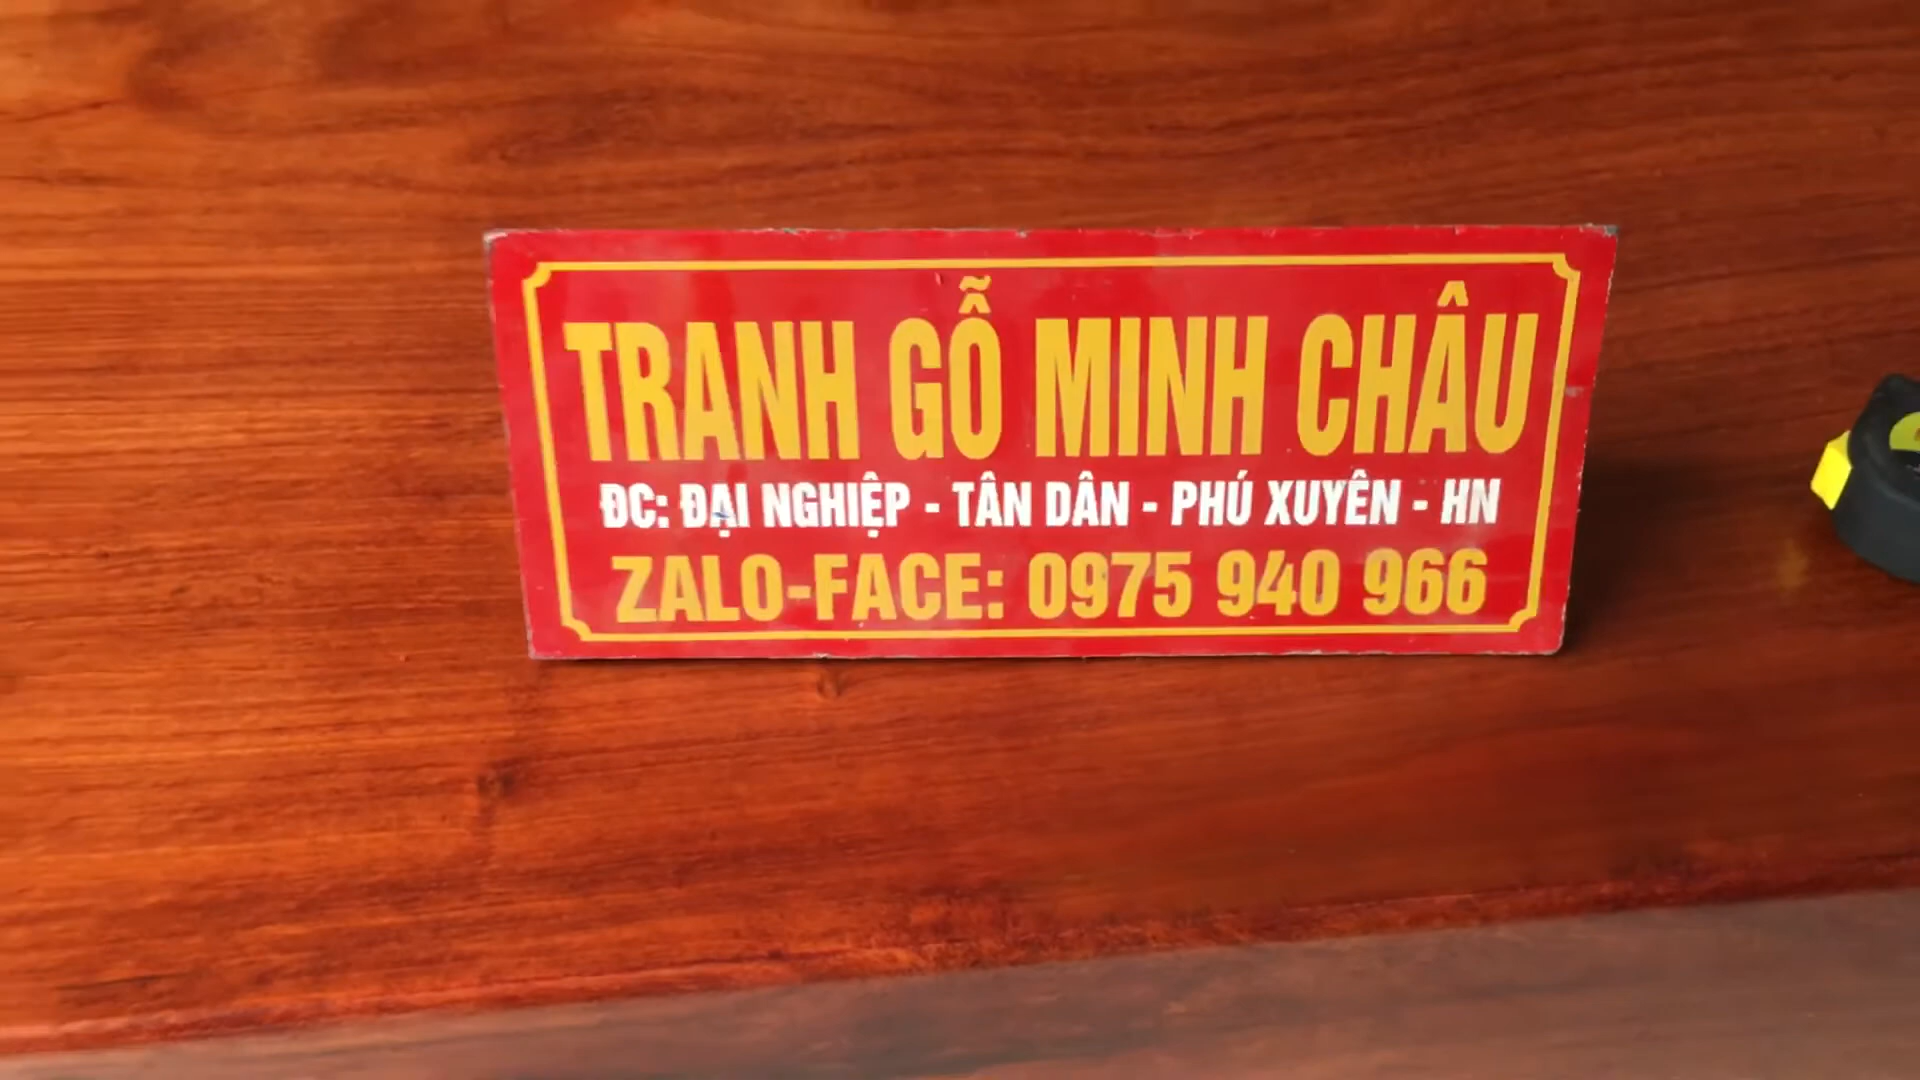 TRANH GỖ MINH CHÂU
ĐC: ĐẠI NGHIỆP - TÂN DÂN - PHÚ XUYÊN - HN
ZALO-FACE: 0975 940 966